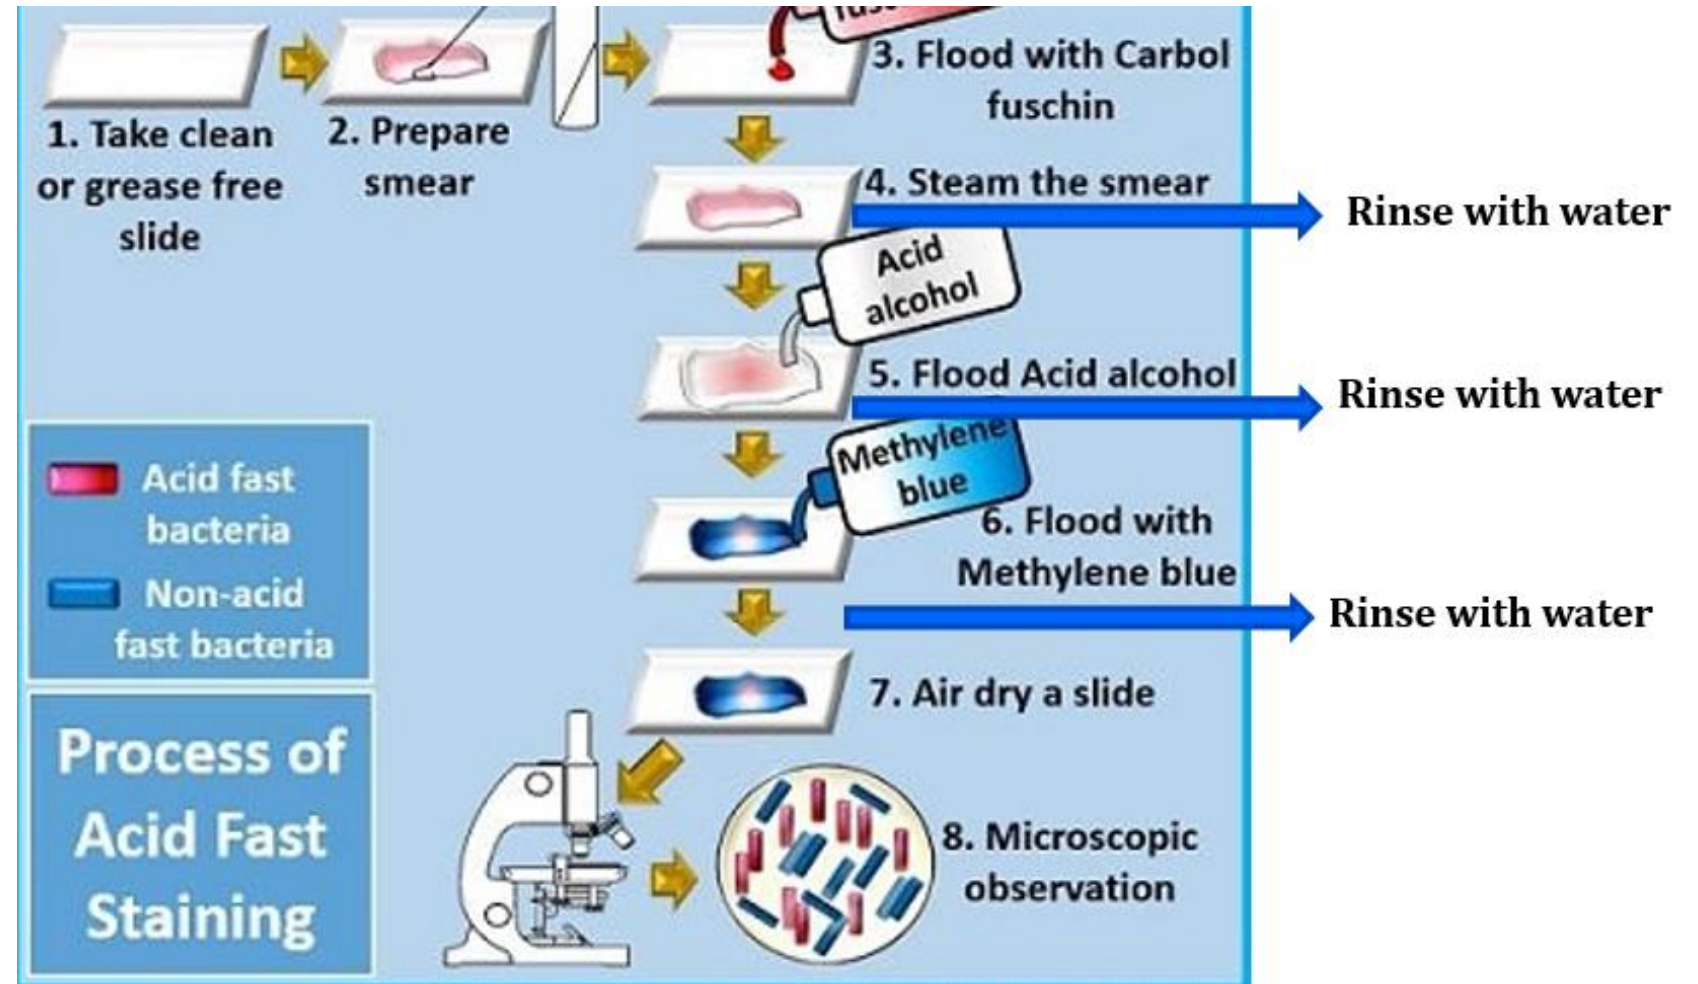 1. Take clean
or grease free
slide
2. Prepare
smear
3. Flood with Carbol
fuschin
4. Steam the smear
Rinse with water
Acid
alcohol
5. Flood Acid alcohol
Rinse with water
Methylene
blue
6. Flood with
Methylene blue
Rinse with water
7. Air dry a slide
8. Microscopic
observation
Acid fast
bacteria
Non-acid
fast bacteria
Process of
Acid Fast
Staining